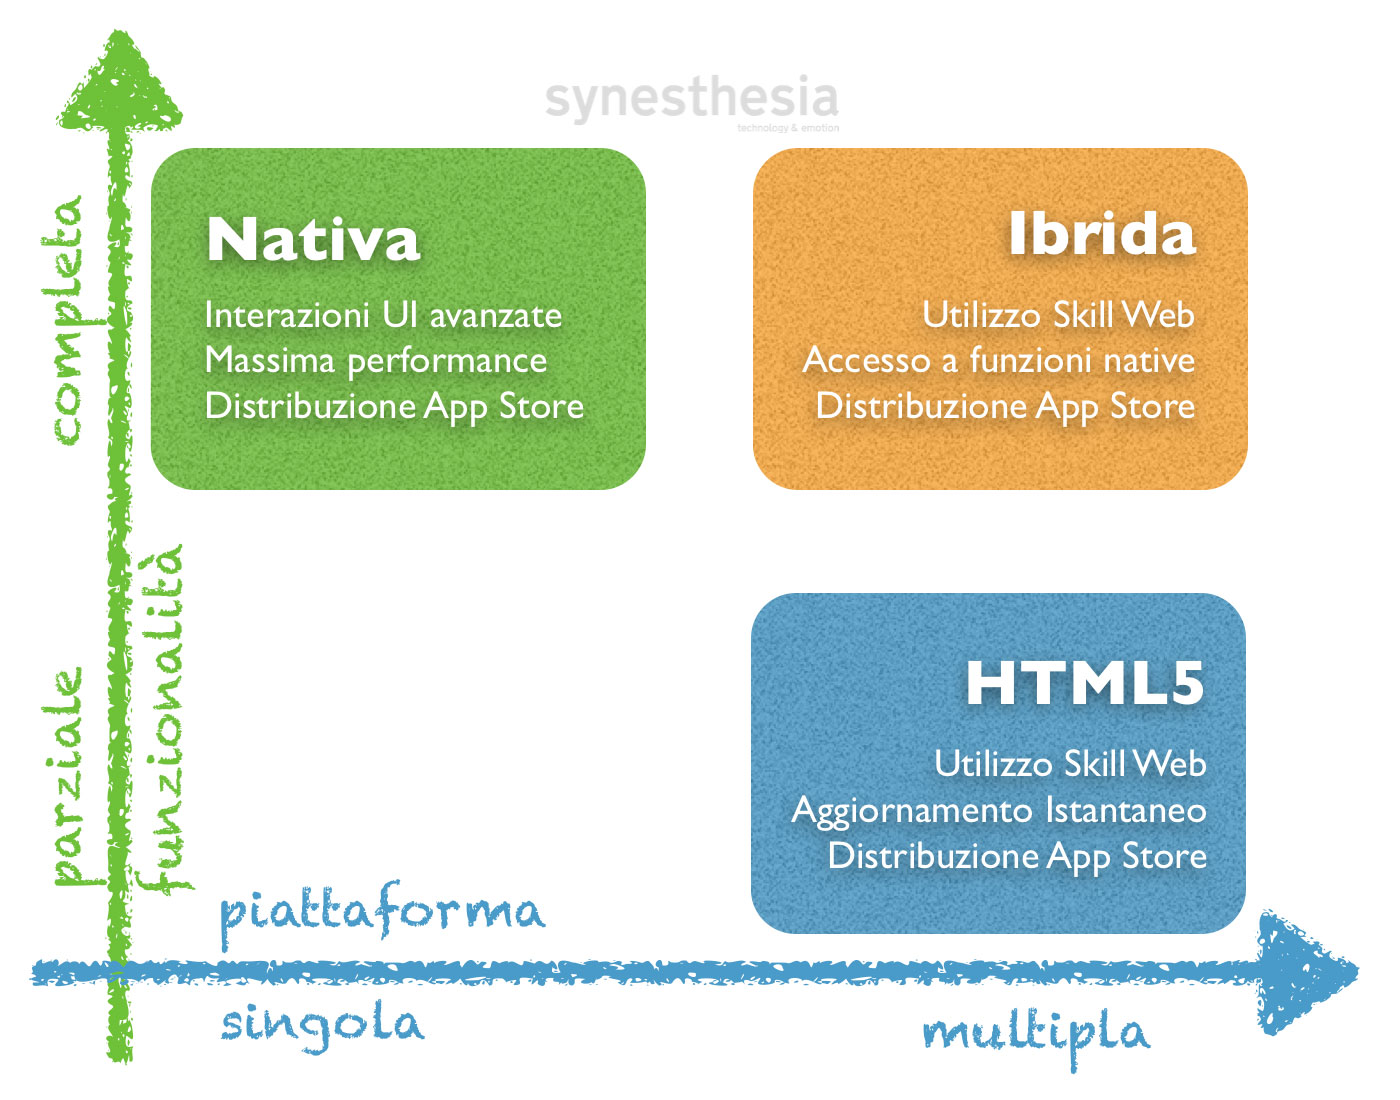 synesthesia
technology & emotion
Nativa
Interazioni UI avanzate
Massima performance
Distribuzione App Store
Ibrida
Utilizzo Skill Web
Accesso a funzioni native
Distribuzione App Store
completa
parziale
funzionalità
HTML5
Utilizzo Skill Web
Aggiornamento Istantaneo
Distribuzione App Store
piattaforma
singola
multipla